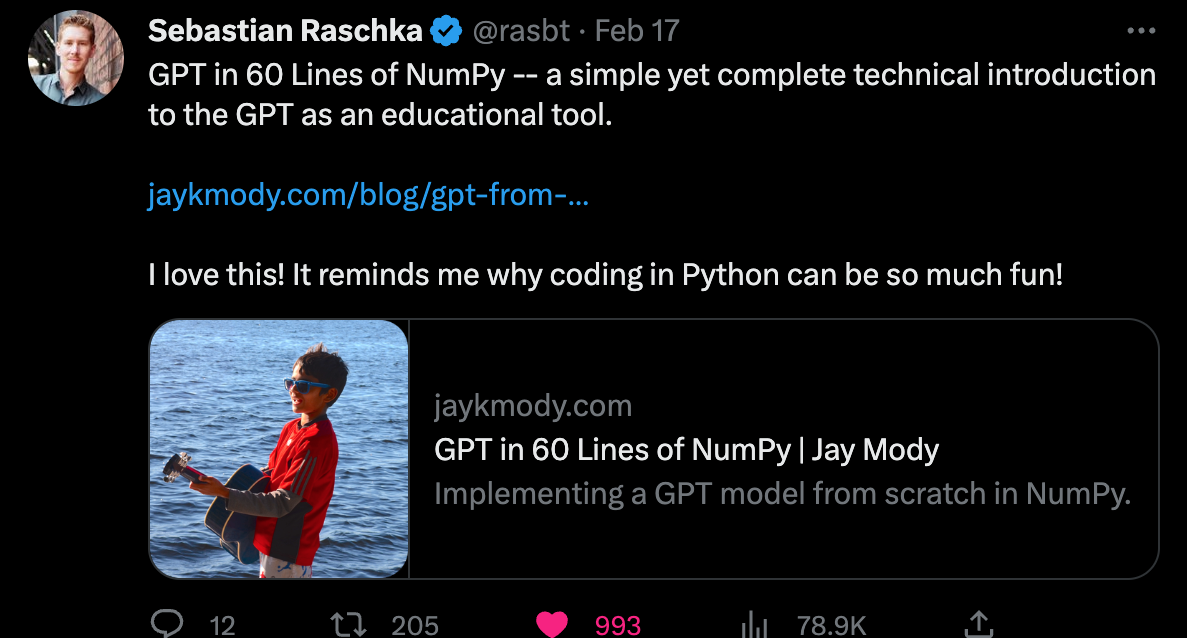 Sebastian Raschka @rasbt · Feb 17
GPT in 60 Lines of NumPy -- a simple yet complete technical introduction
to the GPT as an educational tool.
jaykmody.com/blog/gpt-from-...
I love this! It reminds me why coding in Python can be so much fun!
jaykmody.com
GPT in 60 Lines of NumPy | Jay Mody
Implementing a GPT model from scratch in NumPy.
12 205 993 78.9K